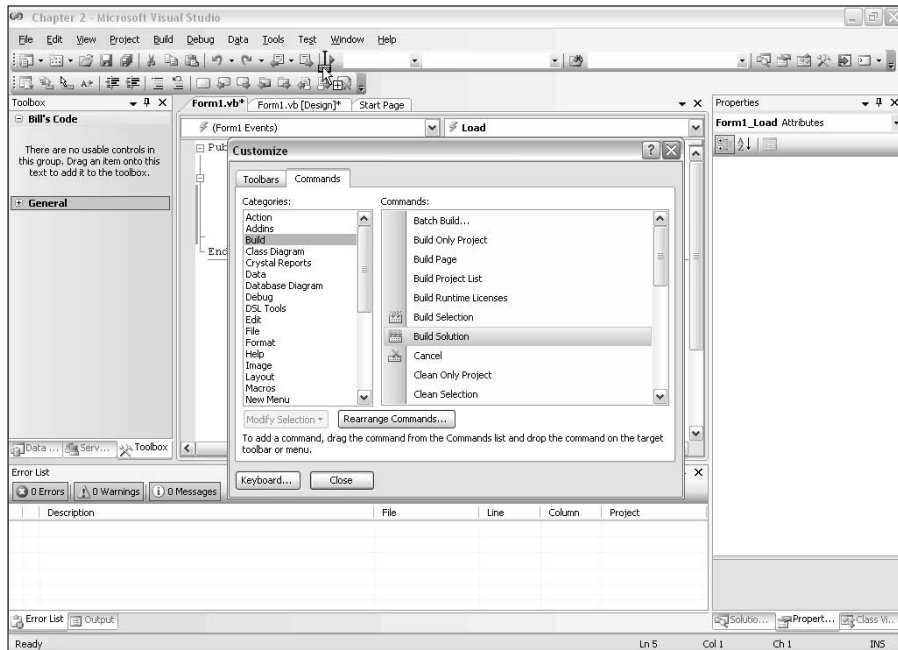 Chapter 2 - Microsoft Visual Studio
File Edit View Project Build Debug Data Tools Test Window Help
Toolbox
Form1.vb* Form1.vb [Design]* Start Page
Properties
Bill's Code
(Form1 Events) Load
Form1_Load Attributes
There are no usable controls in
this group. Drag an item onto this
text to add it to the toolbox.
General
Pub
End
Customize
Toolbars Commands
Categories: Commands:
Action
Addins
Build
Class Diagram
Crystal Reports
Data
Database Diagram
Debug
DSL Tools
Edit
File
Format
Help
Image
Layout
Macros
New Menu
Batch Build...
Build Only Project
Build Page
Build Project List
Build Runtime Licenses
Build Selection
Build Solution
Cancel
Clean Only Project
Clean Selection
Modify Selection Rearrange Commands...
To add a command, drag the command from the Commands list and drop the command on the target
toolbar or menu.
Keyboard... Close
Data ... Serv... Toolbox
Error List
0 Errors 0 Warnings 0 Messages
Description File Line Column Project
Error List Output
Solutio... Propert... Class Vi...
Ready Ln 5 Col 1 Ch 1 INS